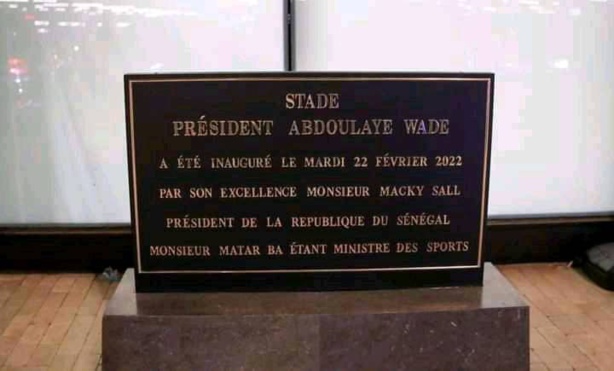 STADE
PRÉSIDENT ABDOULAYE WADE
A ÉTÉ INAUGURÉ LE MARDI 22 FÉVRIER 2022
PAR SON EXCELLENCE MONSIEUR MACKY SALL
PRÉSIDENT DE LA REPUBLIQUE DU SÉNÉGAL
MONSIEUR MATAR BA ÉTANT MINISTRE DES SPORTS